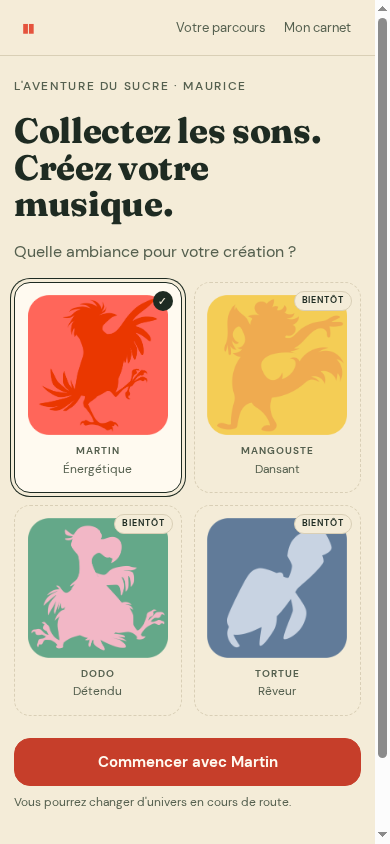 Votre parcours
Mon carnet
L'AVENTURE DU SUCRE · MAURICE
Collectez les sons.
Créez votre
musique.
Quelle ambiance pour votre création ?
✓
BIENTÔT
MARTIN
Énergétique
MANGOUSTE
Dansant
BIENTÔT
BIENTÔT
DODO
Détendu
TORTUE
Rêveur
Commencer avec Martin
Vous pourrez changer d'univers en cours de route.